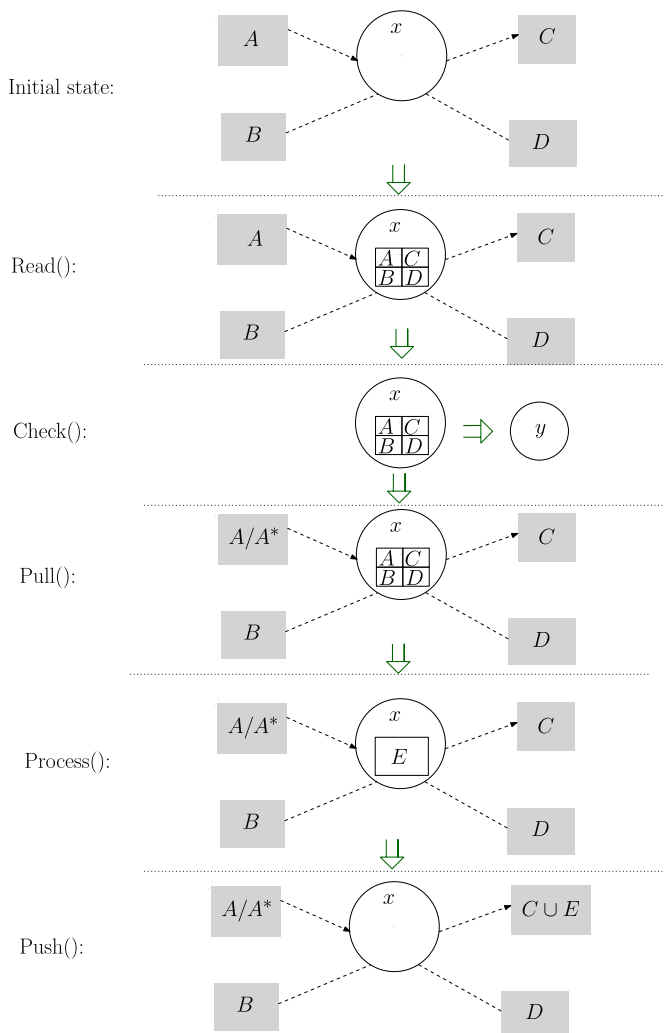 A
x
C
Initial state:
B
D
A
x
C
Read():
A C
B D
B
D
x
Check():
A C
B D
y
A/A*
x
C
Pull():
A C
B D
B
D
A/A*
x
C
Process():
E
B
D
A/A*
x
C ∪ E
Push():
B
D